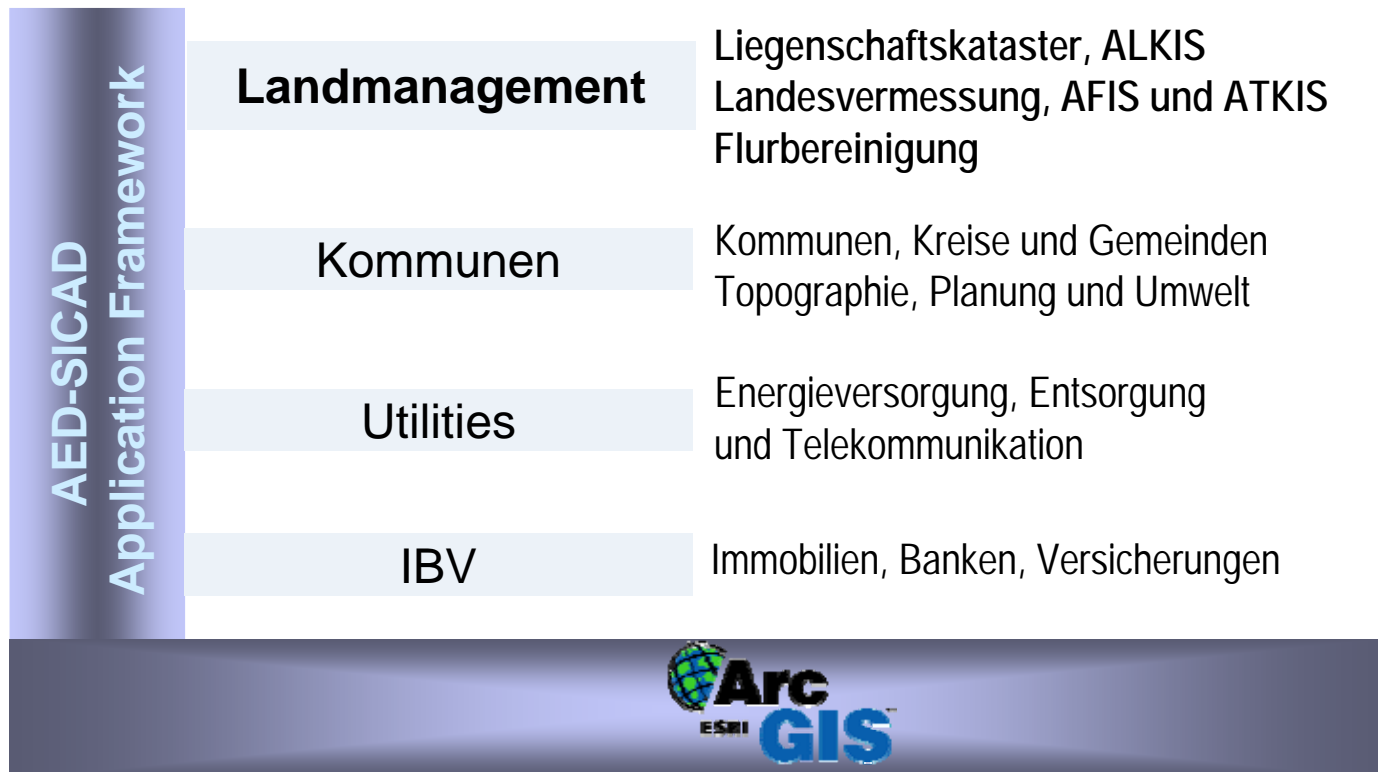 AED-SICAD
Application Framework
Landmanagement
Liegenschaftskataster, ALKIS
Landesvermessung, AFIS und ATKIS
Flurbereinigung
Kommunen
Kommunen, Kreise und Gemeinden
Topographie, Planung und Umwelt
Utilities
Energieversorgung, Entsorgung
und Telekommunikation
IBV
Immobilien, Banken, Versicherungen
Arc
ESRI GIS